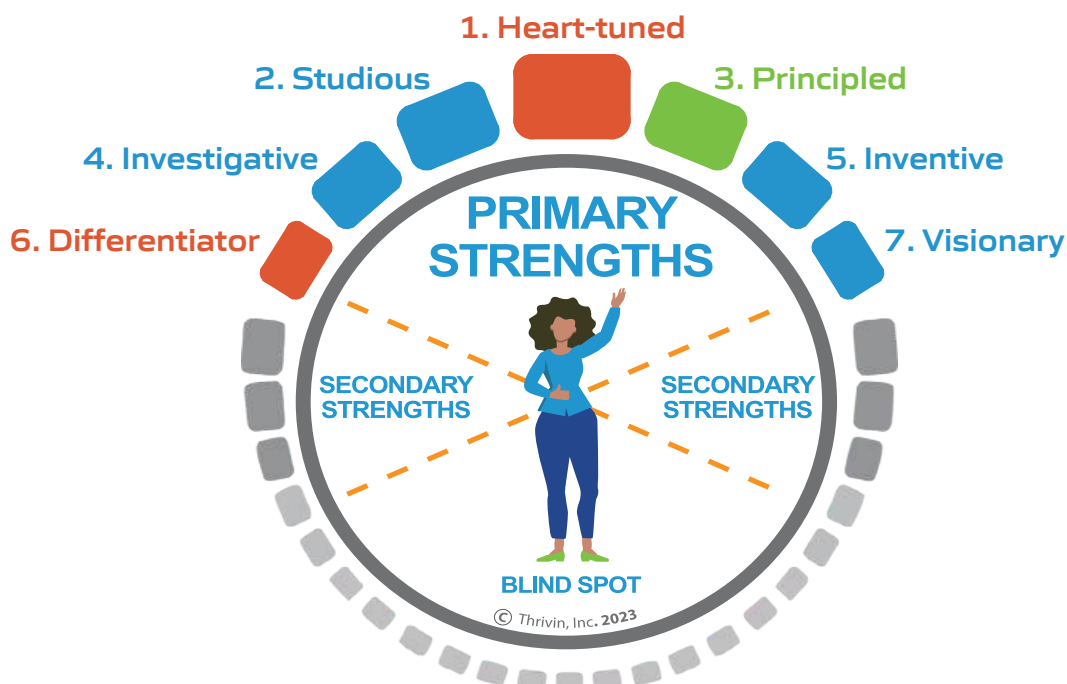 1. Heart-tuned
2. Studious
3. Principled
4. Investigative
5. Inventive
6. Differentiator
7. Visionary
PRIMARY
STRENGTHS
SECONDARY
STRENGTHS
SECONDARY
STRENGTHS
BLIND SPOT
© Thrivin, Inc. 2023